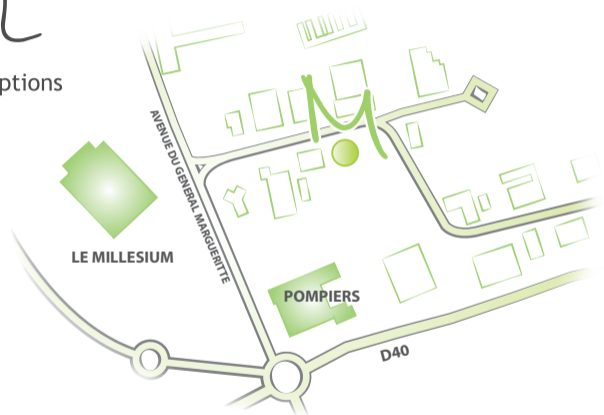 ptions
M
AVENUE DU GENERAL MARGUERITTE
LE MILLESIUM
POMPIERS
D40